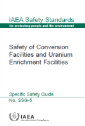 IAEA Safety Standards
for protecting people and the environment
Safety of Conversion
Facilities and Uranium
Enrichment Facilities
Specific Safety Guide
No. SSG-5
IAEA